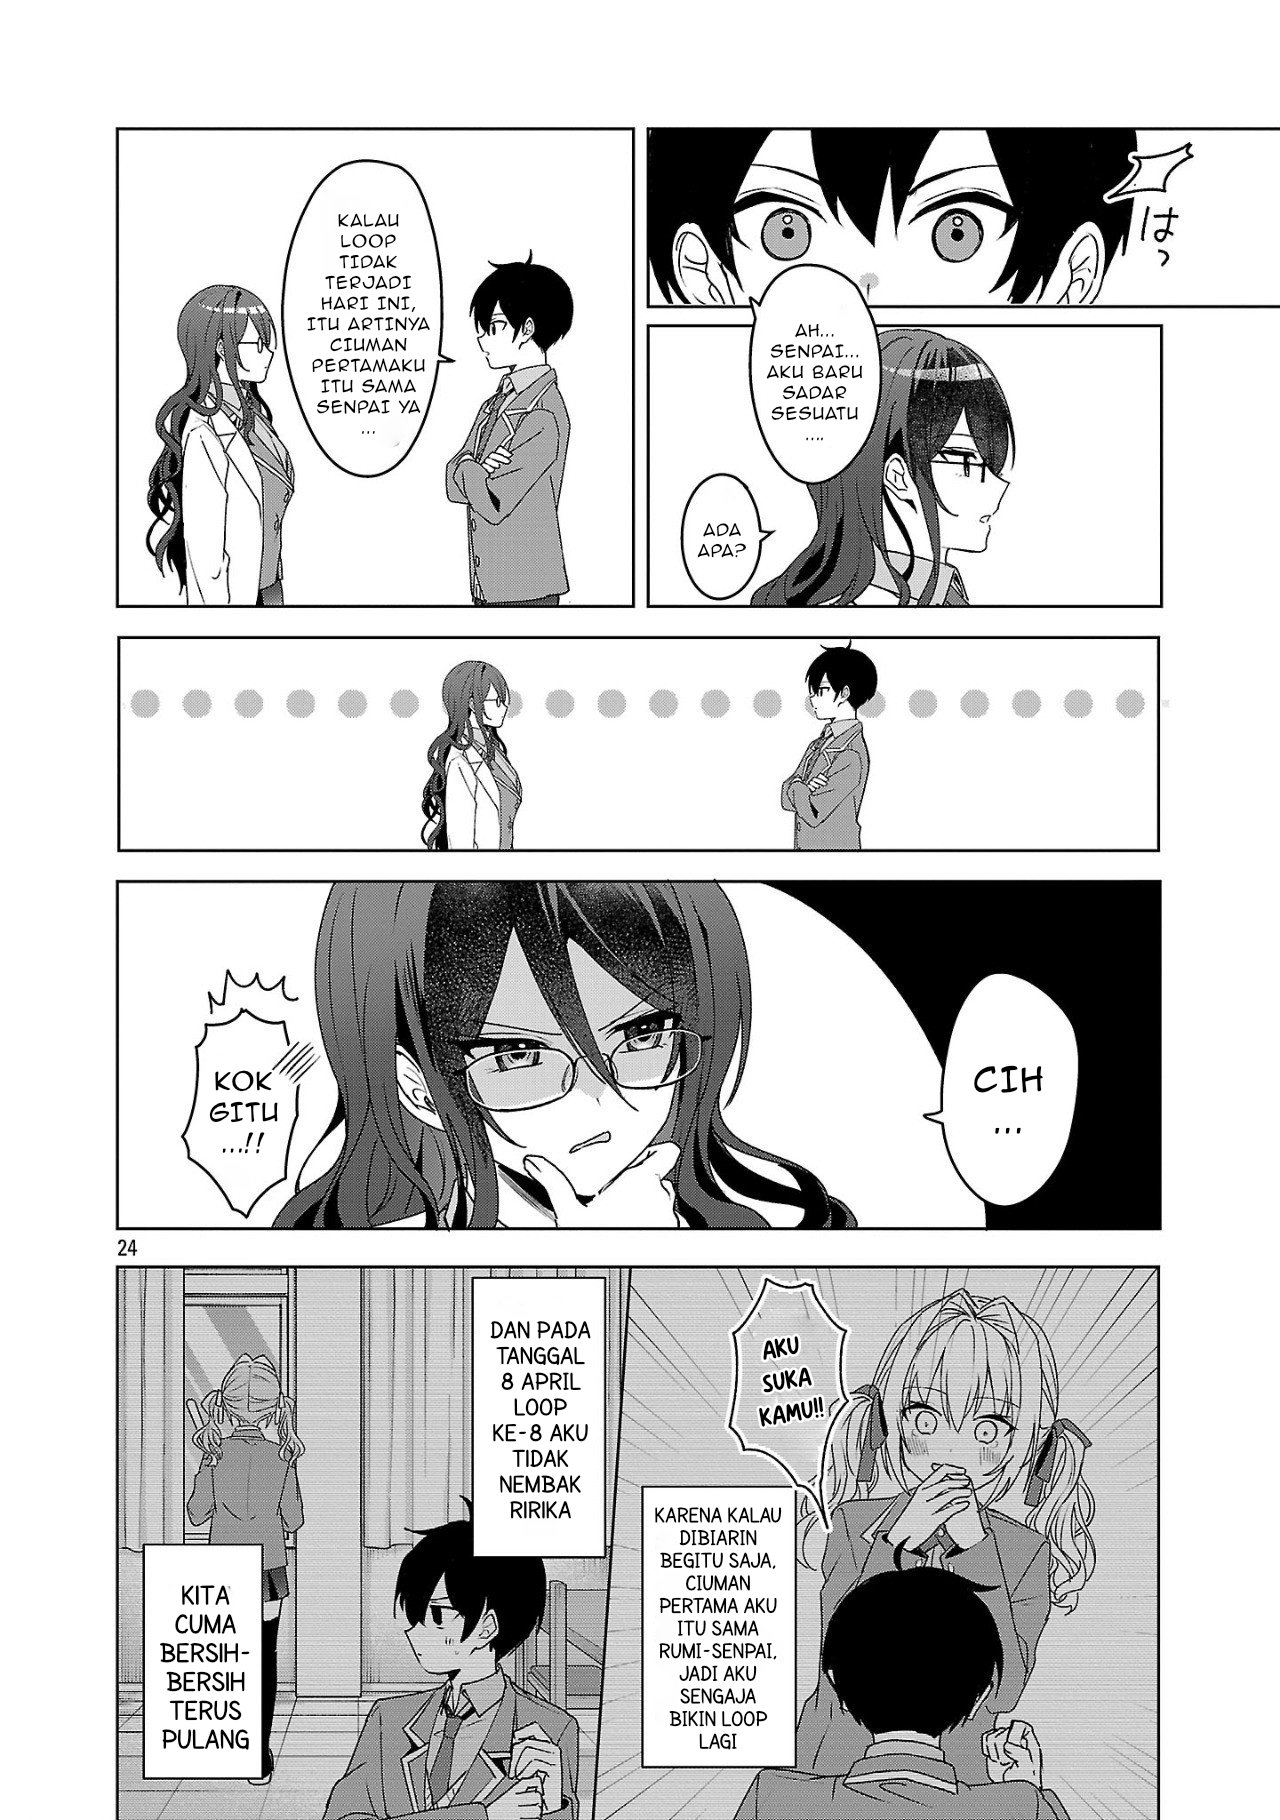 はっ
AH...
SENPAI...
AKU BARU
SADAR
SESUATU
....
ADA
APA?
KALAU
LOOP
TIDAK
TERJADI
HARI INI,
ITU ARTINYA
CIUMAN
PERTAMAKU
ITU SAMA
SENPAI YA
...
CIH
...
KOK
GITU
...!!
24
AKU
SUKA
KAMU!!
KARENA KALAU
DIBIARIN
BEGITU SAJA,
CIUMAN
PERTAMA AKU
ITU SAMA
RUMI-SENPAI,
JADI AKU
SENGAJA
BIKIN LOOP
LAGI
DAN PADA
TANGGAL
8 APRIL
LOOP
KE-8 AKU
TIDAK
NEMBAK
RIRIKA
KITA
CUMA
BERSIH-
BERSIH
TERUS
PULANG